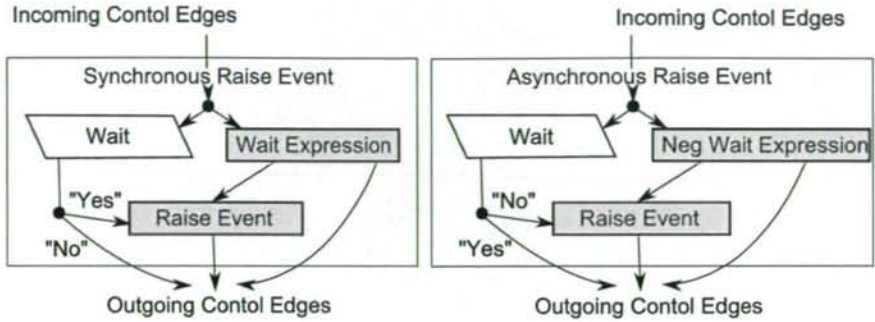 Incoming Contol Edges
Synchronous Raise Event
Wait
Wait Expression
"Yes"
Raise Event
"No"
Outgoing Contol Edges
Incoming Contol Edges
Asynchronous Raise Event
Wait
Neg Wait Expression
"No"
Raise Event
"Yes"
Outgoing Contol Edges